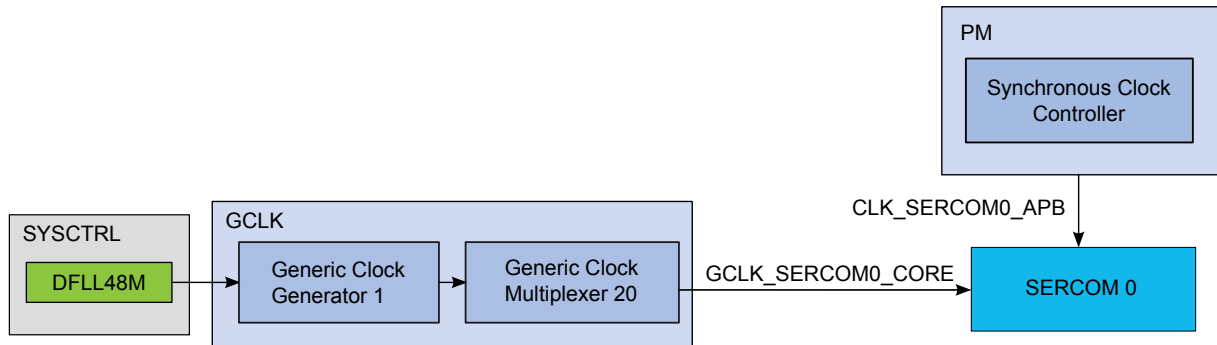 PM
Synchronous Clock
Controller
CLK_SERCOM0_APB
SYSCTRL
DFLL48M
GCLK
Generic Clock
Generator 1
Generic Clock
Multiplexer 20
GCLK_SERCOM0_CORE
SERCOM 0